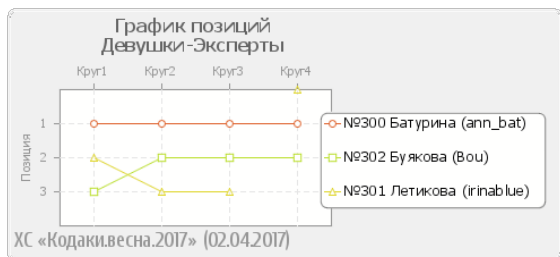 График позиций
Девушки-Эксперты
Круг1 Круг2 Круг3 Круг4
Позиция
1
2
3
№300 Батурина (ann_bat)
№302 Буякова (Bou)
№301 Летикова (irinablue)
ХС «Кодаки.весна.2017» (02.04.2017)